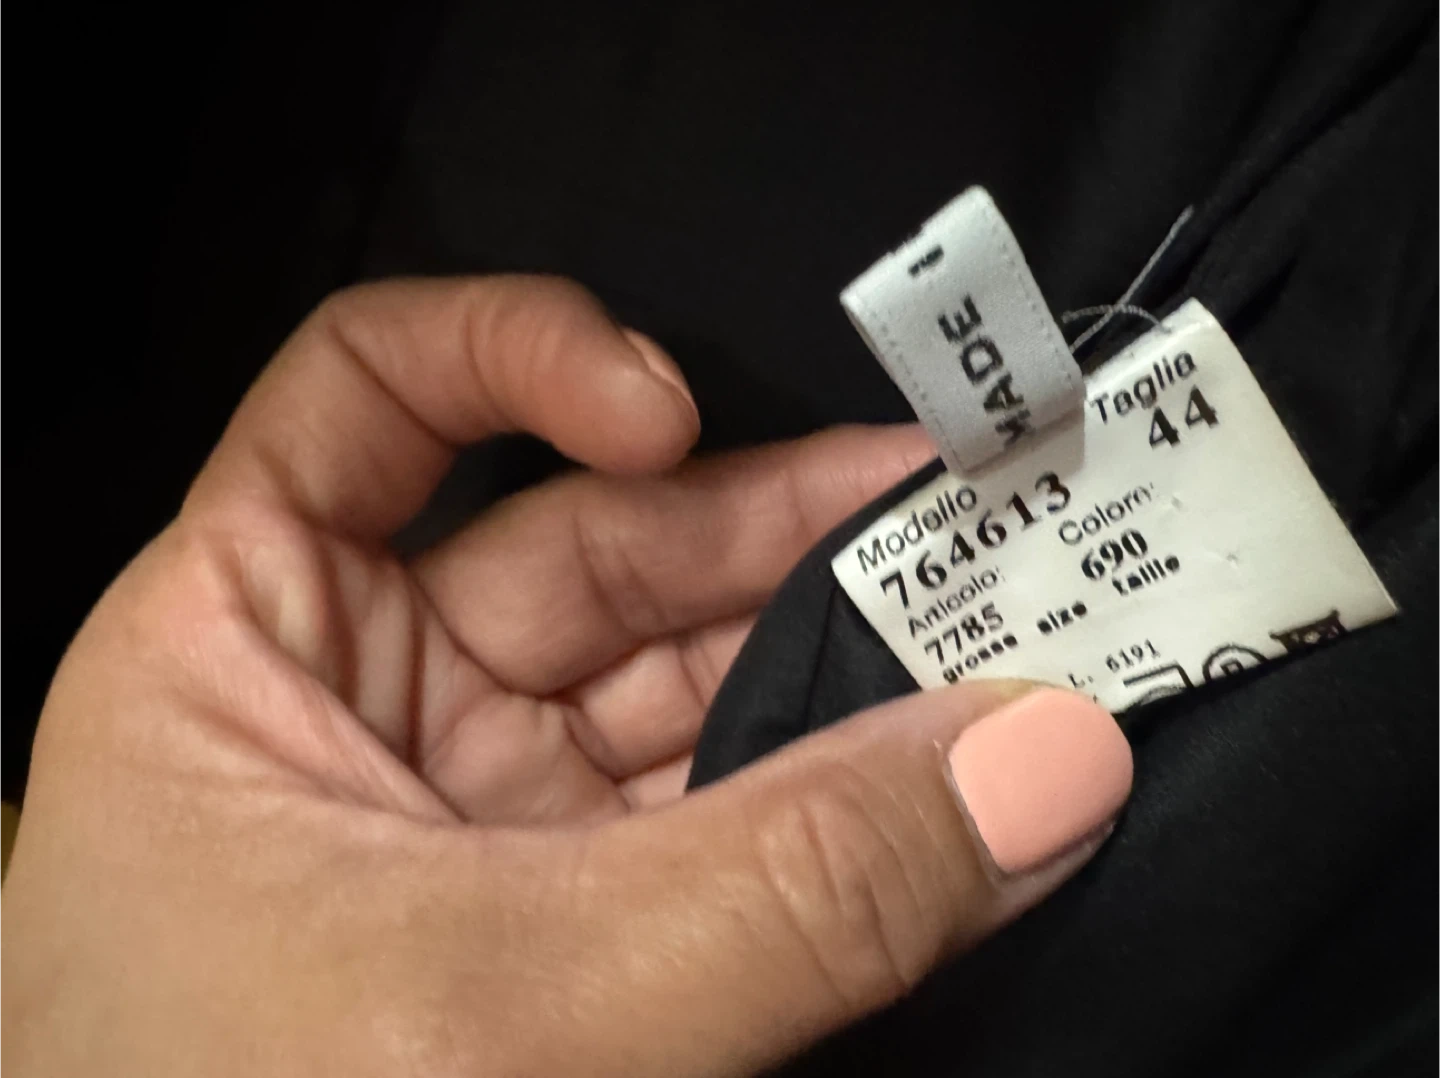 MADE I
Modello Taglia
764613 44
Articolo: Colore:
7785 690
grosse size taille
L. 6191